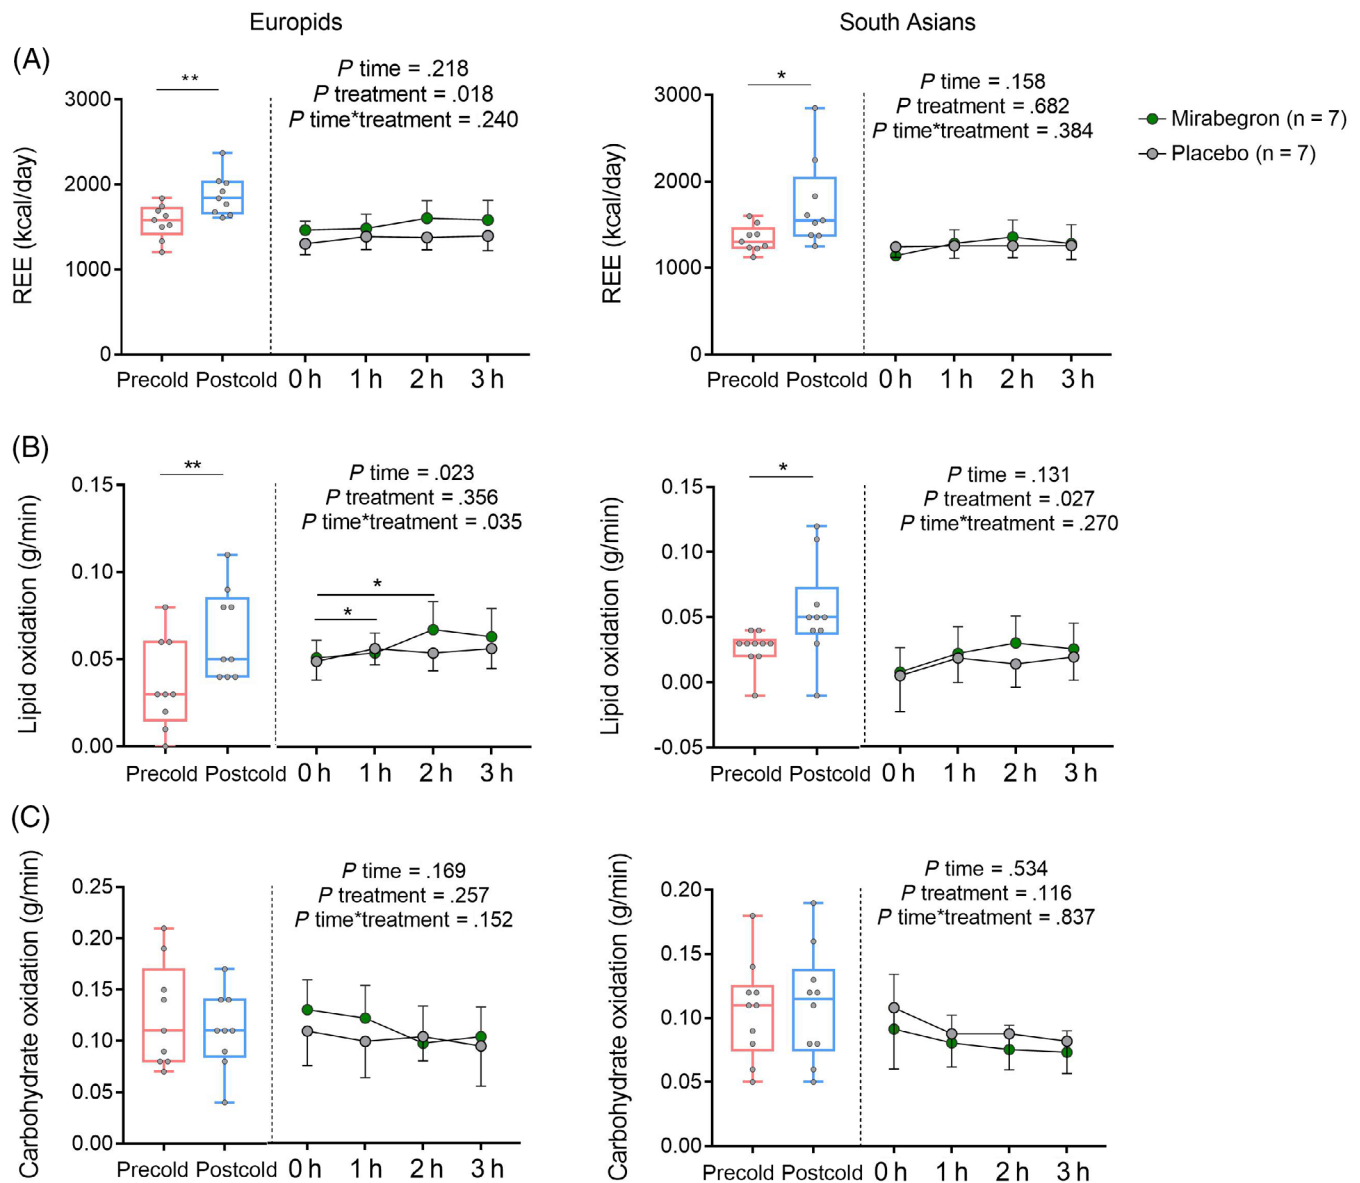 Europids
South Asians
(A)
**
P time = .218
P treatment = .018
P time*treatment = .240
REE (kcal/day)
3000
2000
1000
0
Precold Postcold 0 h 1 h 2 h 3 h
*
P time = .158
P treatment = .682
P time*treatment = .384
REE (kcal/day)
3000
2000
1000
0
Precold Postcold 0 h 1 h 2 h 3 h
Mirabegron (n = 7)
Placebo (n = 7)
(B)
**
P time = .023
P treatment = .356
P time*treatment = .035
*
*
Lipid oxidation (g/min)
0.15
0.10
0.05
0.00
Precold Postcold 0 h 1 h 2 h 3 h
*
P time = .131
P treatment = .027
P time*treatment = .270
Lipid oxidation (g/min)
0.15
0.10
0.05
0.00
-0.05
Precold Postcold 0 h 1 h 2 h 3 h
(C)
P time = .169
P treatment = .257
P time*treatment = .152
Carbohydrate oxidation (g/min)
0.25
0.20
0.15
0.10
0.05
0.00
Precold Postcold 0 h 1 h 2 h 3 h
P time = .534
P treatment = .116
P time*treatment = .837
Carbohydrate oxidation (g/min)
0.20
0.15
0.10
0.05
0.00
Precold Postcold 0 h 1 h 2 h 3 h